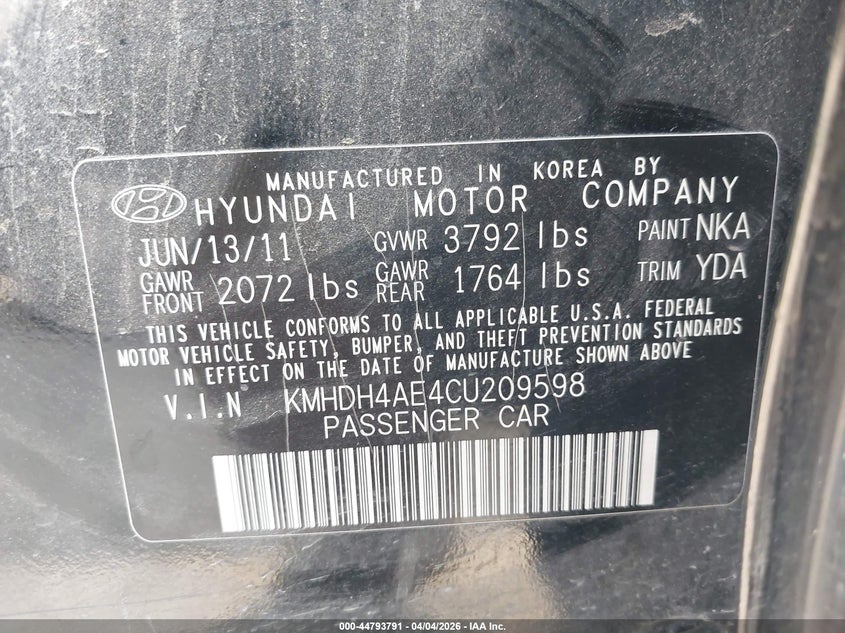 MANUFACTURED IN KOREA BY
HYUNDAI MOTOR COMPANY
JUN/13/11 GVWR 3792 lbs PAINT NKA
GAWR FRONT 2072 lbs GAWR REAR 1764 lbs TRIM YDA
THIS VEHICLE CONFORMS TO ALL APPLICABLE U.S.A. FEDERAL
MOTOR VEHICLE SAFETY, BUMPER, AND THEFT PREVENTION STANDARDS
IN EFFECT ON THE DATE OF MANUFACTURE SHOWN ABOVE
V.I.N KMHDH4AE4CU209598
PASSENGER CAR
000-44793791 - 04/04/2026 - IAA Inc.